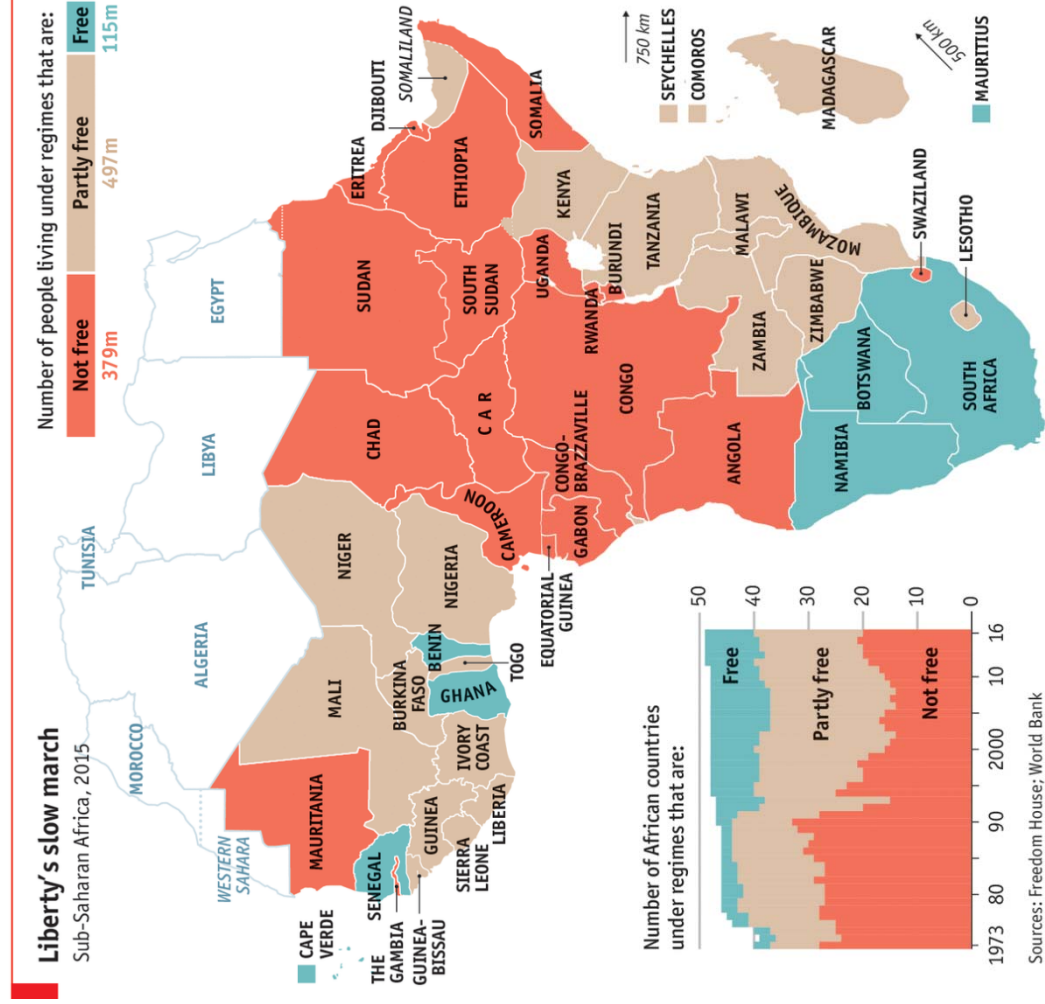 Liberty's slow march
Sub-Saharan Africa, 2015
Number of people living under regimes that are:
Not free
Partly free
Free
379m
497m
115m
TUNISIA
MOROCCO
ALGERIA
LIBYA
EGYPT
WESTERN
SAHARA
CAPE
VERDE
MAURITANIA
MALI
NIGER
CHAD
SUDAN
ERITREA
DJIBOUTI
SOMALILAND
SENEGAL
THE
GAMBIA
GUINEA-
BISSAU
GUINEA
SIERRA
LEONE
LIBERIA
IVORY
COAST
BURKINA
FASO
GHANA
BENIN
TOGO
NIGERIA
CAMEROON
C A R
SOUTH
SUDAN
ETHIOPIA
SOMALIA
EQUATORIAL
GUINEA
GABON
CONGO-
BRAZZAVILLE
CONGO
UGANDA
RWANDA
BURUNDI
KENYA
TANZANIA
ANGOLA
ZAMBIA
MALAWI
MOZAMBIQUE
ZIMBABWE
NAMIBIA
BOTSWANA
SOUTH
AFRICA
SWAZILAND
LESOTHO
750 km
SEYCHELLES
COMOROS
MADAGASCAR
500 km
MAURITIUS
Number of African countries
under regimes that are:
Free
Partly free
Not free
50
40
30
20
10
0
1973
80
90
2000
10
16
Sources: Freedom House; World Bank